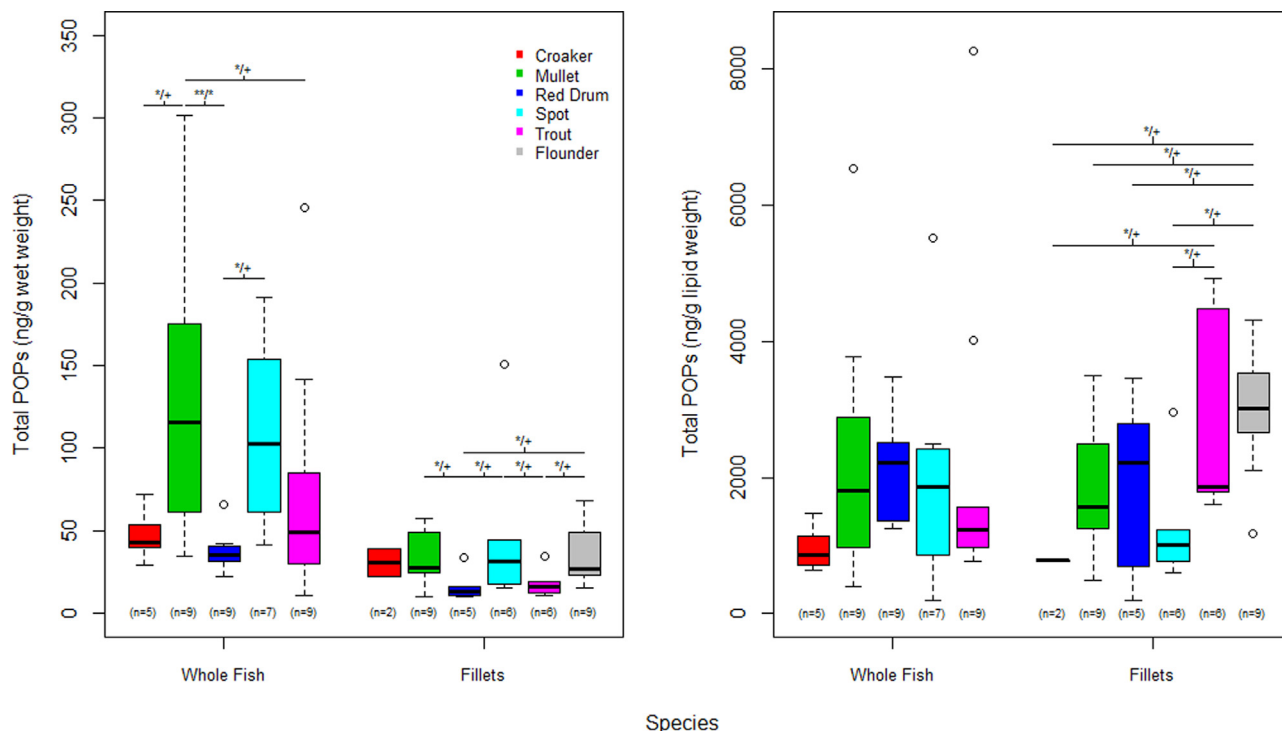 350
300
250
200
150
100
50
0
Total POPs (ng/g wet weight)
Croaker
Mullet
Red Drum
Spot
Trout
Flounder
*/+
*/+ **/*
*/+
*/+
*/+ */+ */+ */+
(n=5) (n=9) (n=9) (n=7) (n=9) (n=2) (n=9) (n=5) (n=6) (n=6) (n=9)
Whole Fish Fillets
8000
6000
4000
2000
0
Total POPs (ng/g lipid weight)
*/+
*/+
*/+
*/+
*/+
*/+
(n=5) (n=9) (n=9) (n=7) (n=9) (n=2) (n=9) (n=5) (n=6) (n=6) (n=9)
Whole Fish Fillets
Species